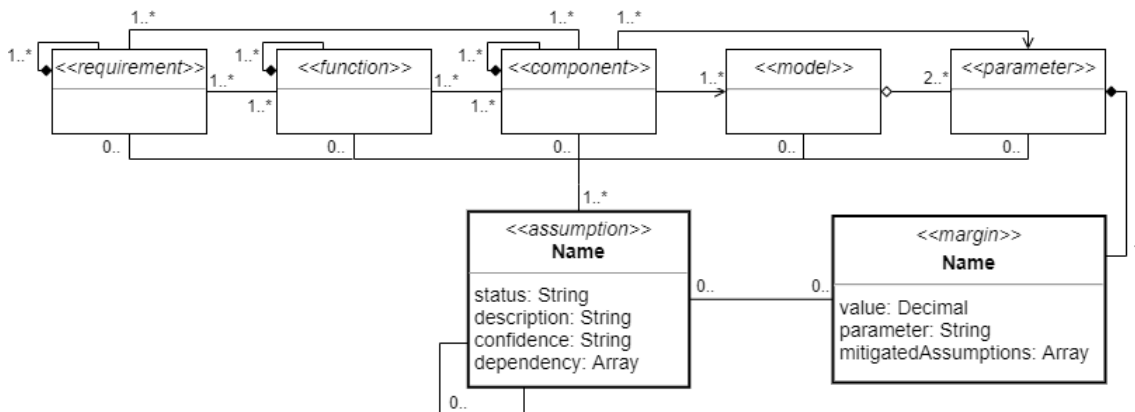 1..*
1..*
1..*
1..*
1..*
1..*
<<requirement>>
<<function>>
<<component>>
<<model>>
<<parameter>>
1..*
1..*
1..*
2..*
1..*
1..*
0..
0..
0..
0..
0..
1..*
<<assumption>>
Name
status: String
description: String
confidence: String
dependency: Array
0..
0..
0..
<<margin>>
Name
value: Decimal
parameter: String
mitigatedAssumptions: Array